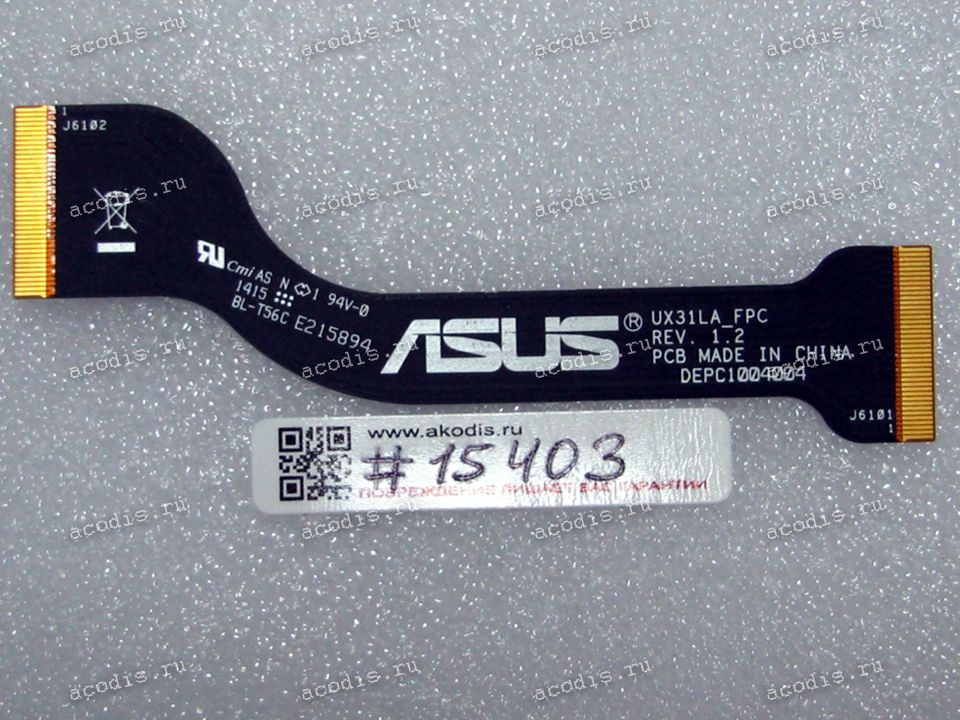 1
J6102
Cmi AS N 1 94V-0
1415
BL-T56C E215894
ASUS®
UX31LA_FPC
REV. 1.2
PCB MADE IN CHINA
DEPC1004004
J6101
1
www.akodis.ru
#15403
ПОВРЕЖДЕНИЕ ЛИШАЕТ ГАРАНТИИ
acodis.ru